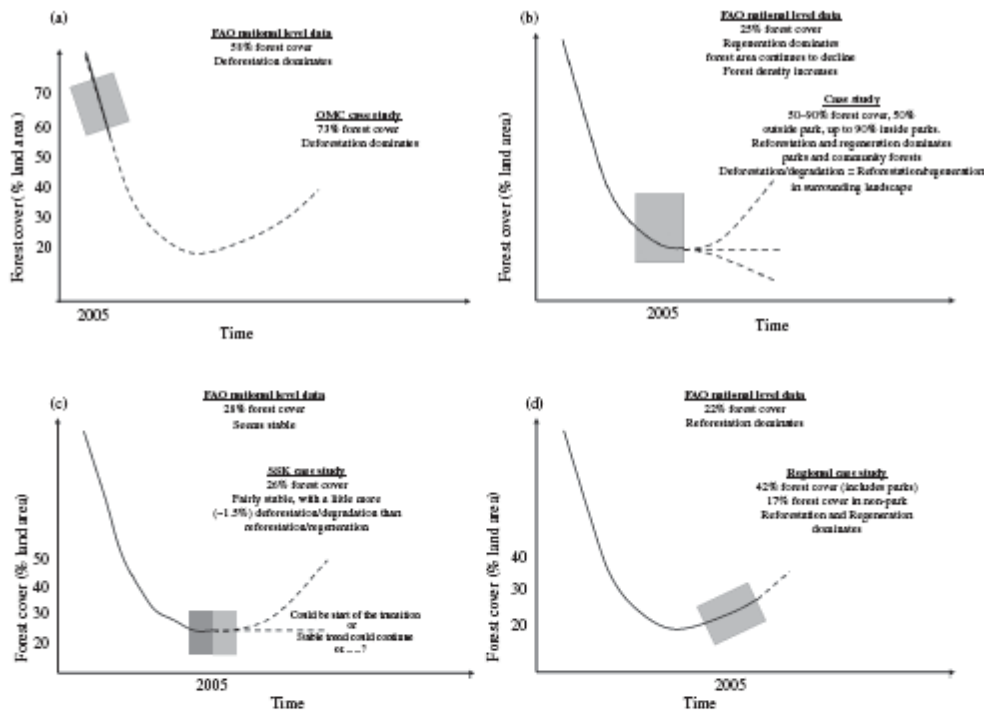 (a)
FAO national level data
58% forest cover
Deforestation dominates
OMC case study
73% forest cover
Deforestation dominates
Forest cover (% land area)
70
60
50
40
30
20
2005
Time
(b)
FAO national level data
25% forest cover
Regeneration dominates
forest area continues to decline
Forest density increases
Case study
50–90% forest cover, 50%
outside park, up to 90% inside parks.
Reforestation and regeneration dominates
parks and community forests
Deforestation/degradation = Reforestation/regeneration
in surrounding landscape
Forest cover (% land area)
2005
Time
(c)
FAO national level data
28% forest cover
Seems stable
SSK case study
26% forest cover
Fairly stable, with a little more
(~1.5%) deforestation/degradation than
reforestation/regeneration
Forest cover (% land area)
50
40
30
20
Could be start of the transition
or
Stable trend could continue
or.....?
2005
Time
(d)
FAO national level data
22% forest cover
Reforestation dominates
Regional case study
42% forest cover (includes parks)
17% forest cover in non-park
Reforestation and Regeneration
dominates
Forest cover (% land area)
40
30
20
2005
Time